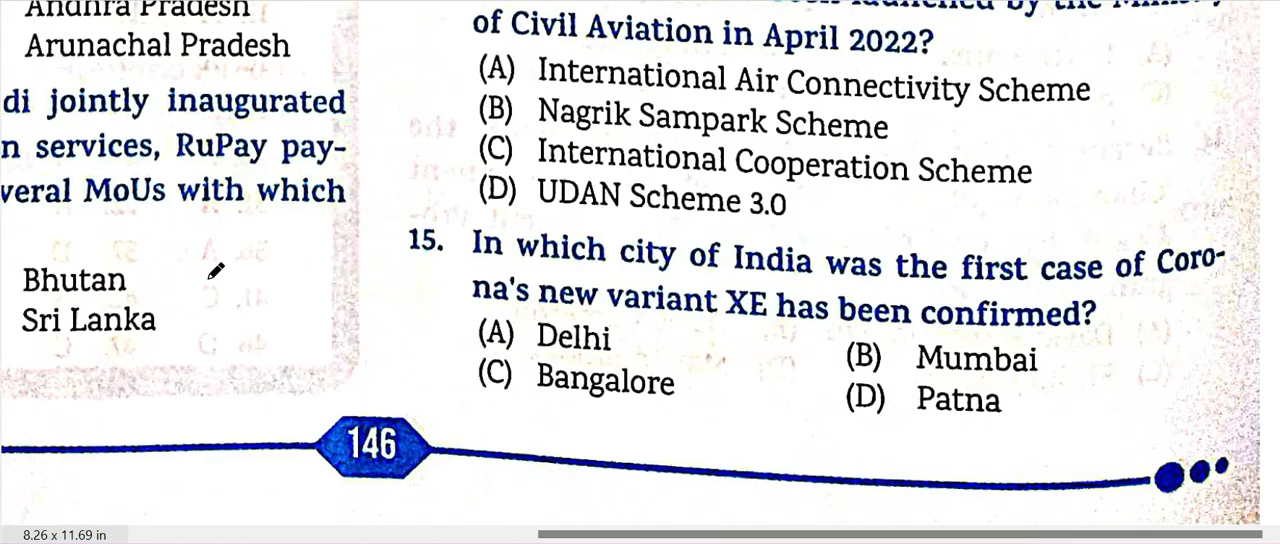 Andhra Pradesh
Arunachal Pradesh
di jointly inaugurated
n services, RuPay pay-
veral MoUs with which
Bhutan
Sri Lanka
by the
of Civil Aviation in April 2022?
(A) International Air Connectivity Scheme
(B) Nagrik Sampark Scheme
(C) International Cooperation Scheme
(D) UDAN Scheme 3.0
15. In which city of India was the first case of Coro-
na's new variant XE has been confirmed?
(A) Delhi
(B) Mumbai
(C) Bangalore
(D) Patna
146
8.26 x 11.69 in